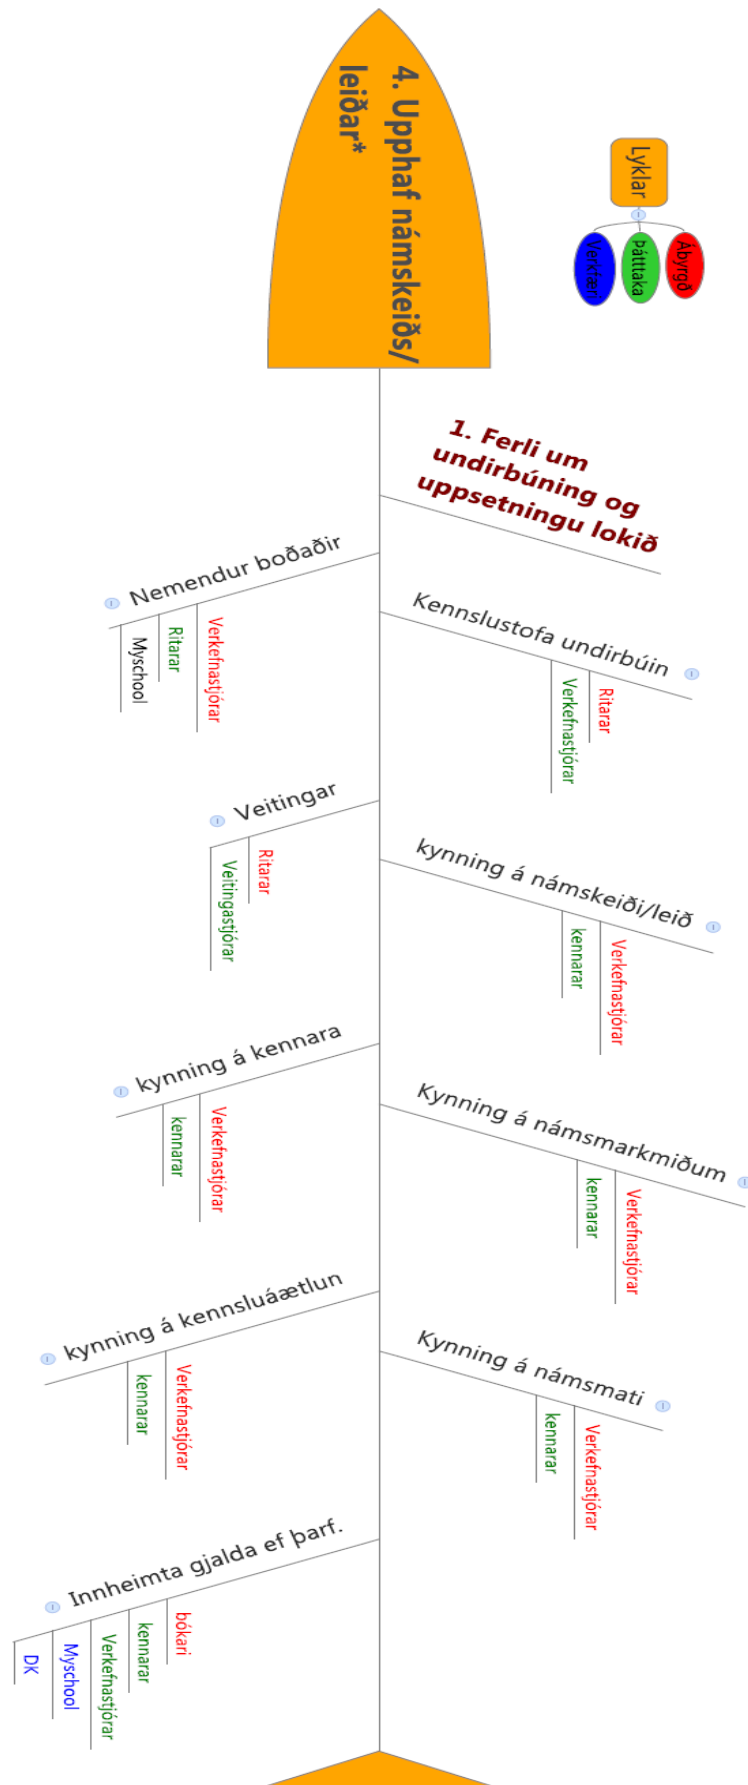 4. Upphaf námskeiðs/
leiðar*
Lyklar
Ábyrgð
Þátttaka
Verkfæri
1. Ferli um
undirbúning og
uppsetningu lokið
Nemendur boðaðir
Verkefnastjórar
Ritarar
Myschool
Kennslustofa undirbúin
Ritarar
Verkefnastjórar
Veitingar
Ritarar
Veitingastjórar
kynning á námskeiði/leið
Verkefnastjórar
kennarar
kynning á kennara
Verkefnastjórar
kennarar
Kynning á námsmarkmiðum
Verkefnastjórar
kennarar
kynning á kennsluáætlun
Verkefnastjórar
kennarar
Kynning á námsmati
Verkefnastjórar
kennarar
Innheimta gjalda ef þarf.
bókari
kennarar
Verkefnastjórar
Myschool
DK